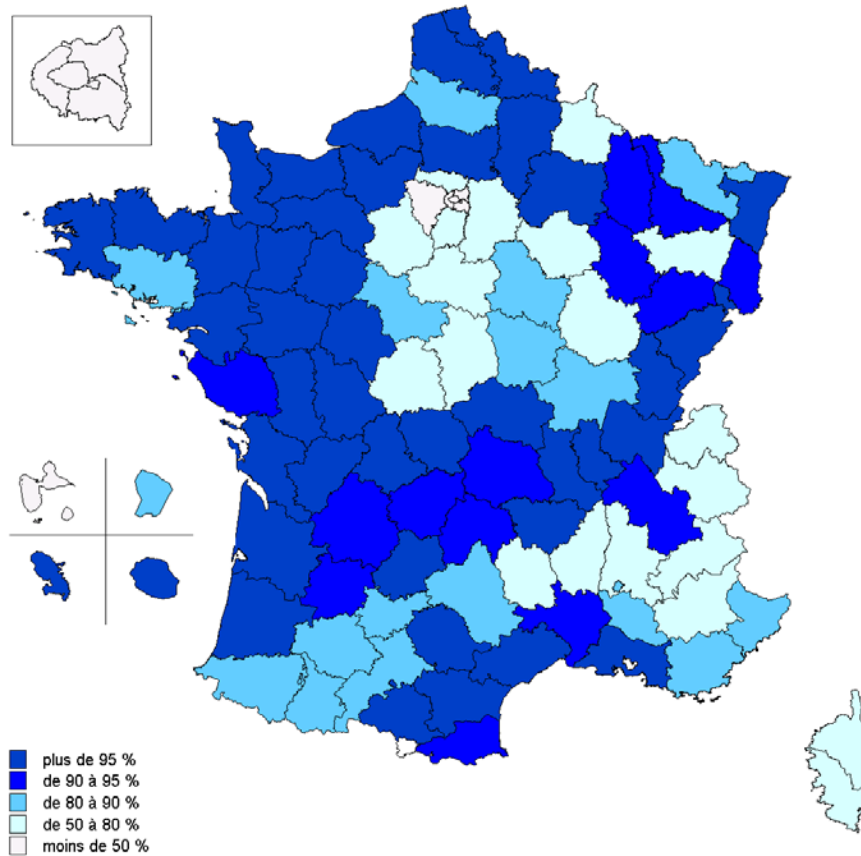 plus de 95 %
de 90 à 95 %
de 80 à 90 %
de 50 à 80 %
moins de 50 %